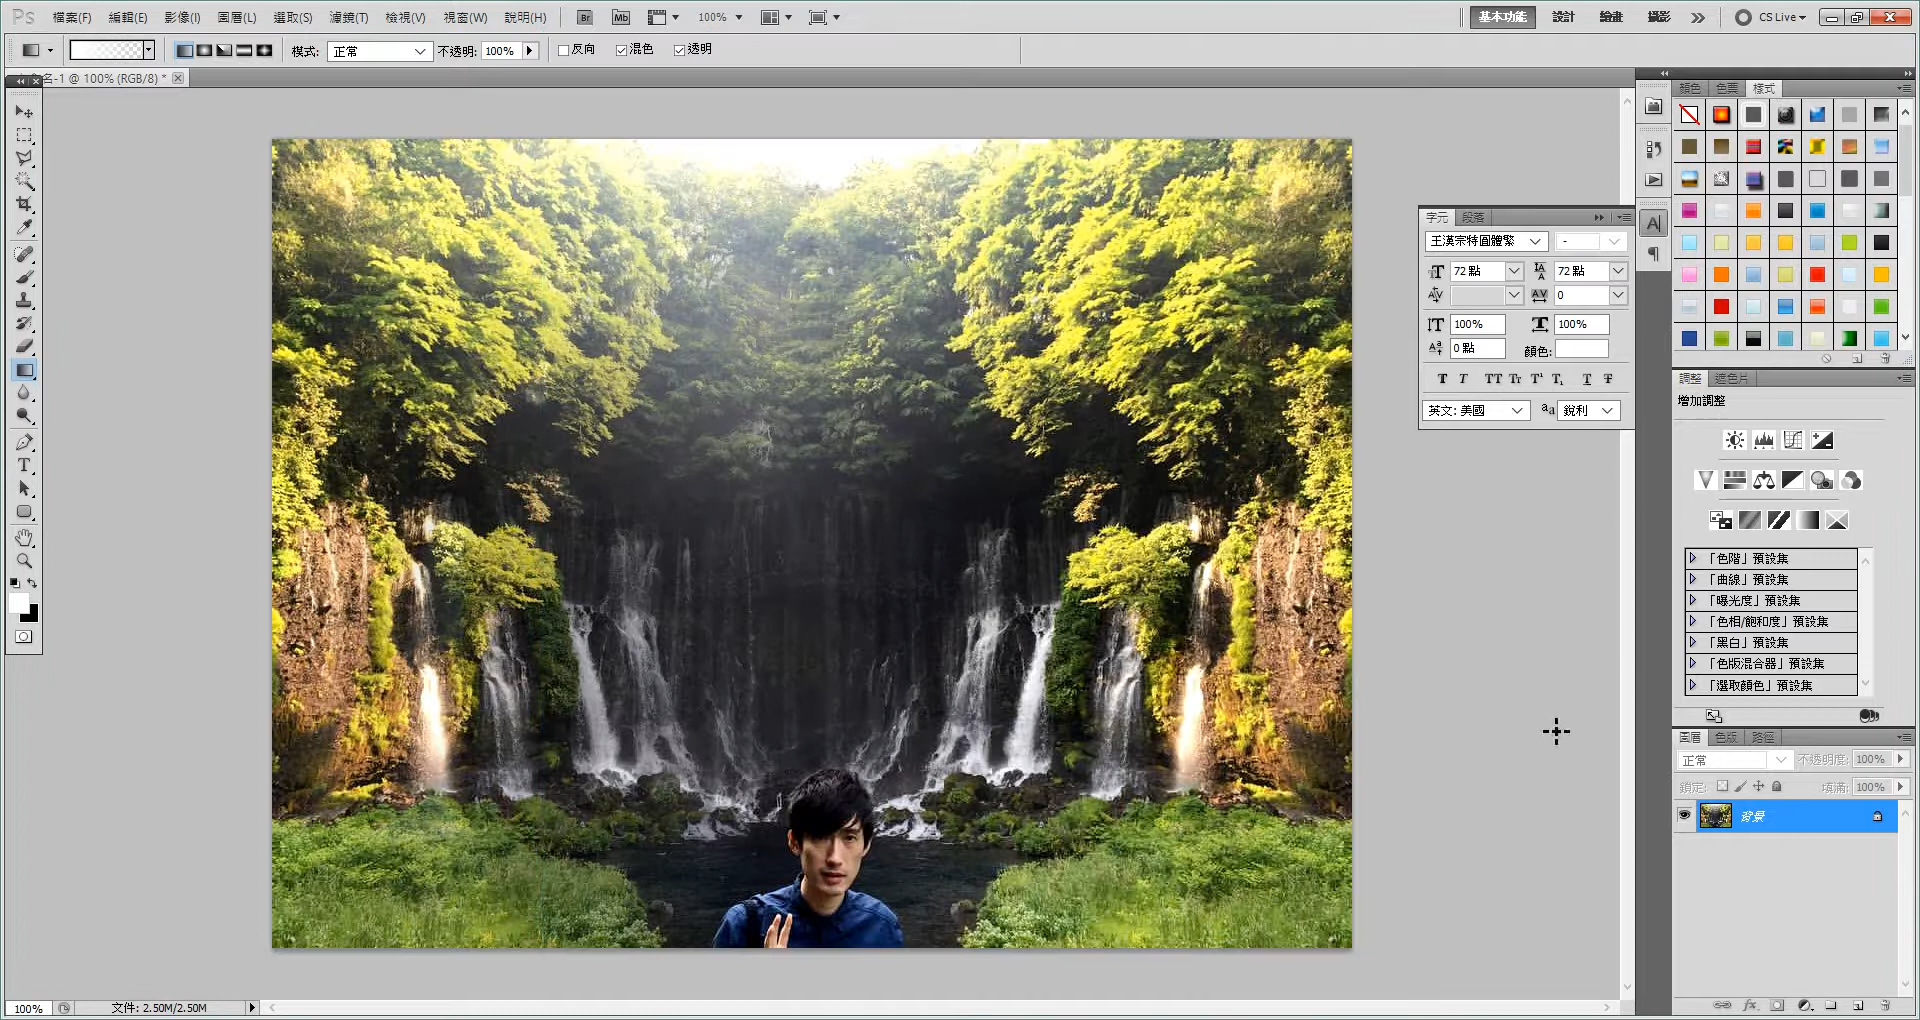 Ps 檔案(F) 編輯(E) 影像(I) 圖層(L) 選取(S) 濾鏡(T) 檢視(V) 視窗(W) 說明(H) Br Mb 100% 基本功能 設計 繪畫 攝影 CS Live
模式: 正常 不透明: 100% 反向 混色 透明
名-1 @ 100% (RGB/8) *
顏色 色票 樣式
字元 段落
王漢宗特圓體繁 -
72 點 72 點
0
100% 100%
0 點 顏色:
英文: 美國 aa 銳利
調整 遮色片
增加調整
「色階」預設集
「曲線」預設集
「曝光度」預設集
「色相/飽和度」預設集
「黑白」預設集
「色版混合器」預設集
「選取顏色」預設集
圖層 色版 路徑
正常 不透明度: 100%
鎖定: 填滿: 100%
背景
100% 文件: 2.50M/2.50M